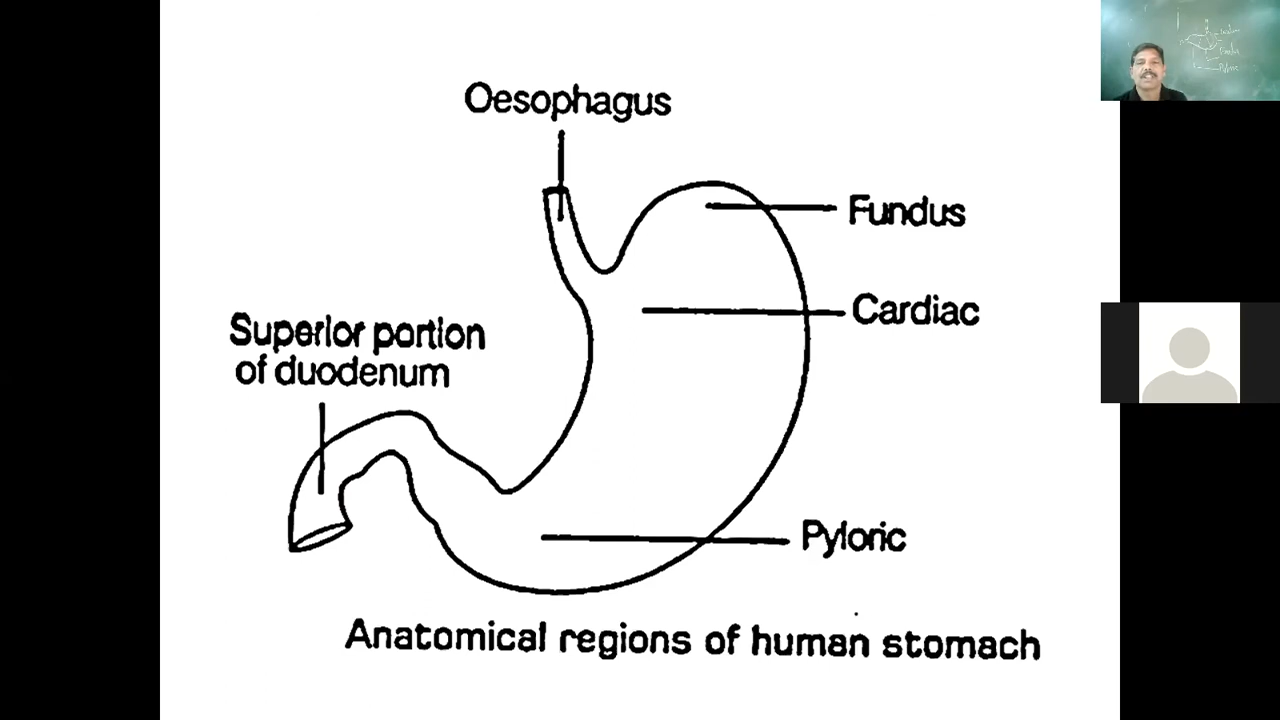 Oesophagus
Fundus
Cardiac
Superior portion
of duodenum
Pyloric
Anatomical regions of human stomach